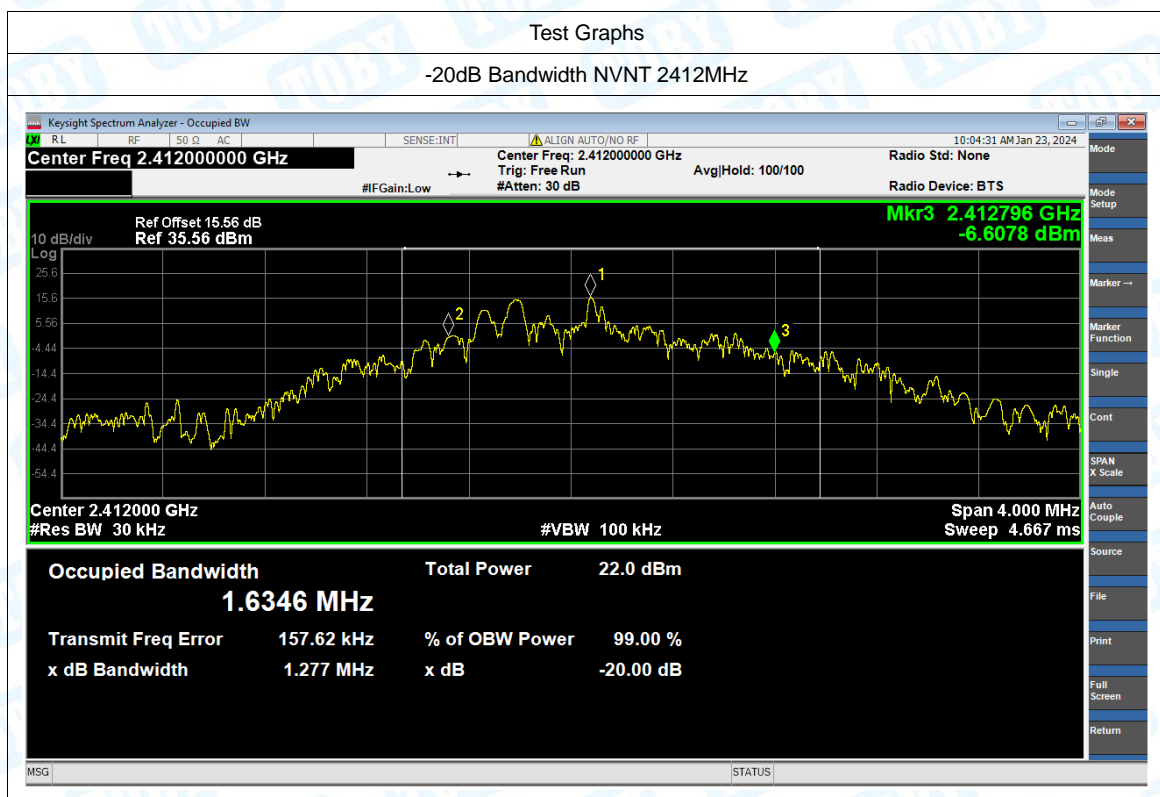 Test Graphs
-20dB Bandwidth NVNT 2412MHz
Keysight Spectrum Analyzer - Occupied BW
LXI RL RF 50 Ω AC SENSE:INT ALIGN AUTO/NO RF 10:04:31 AM Jan 23, 2024
Center Freq 2.412000000 GHz
Center Freq: 2.412000000 GHz
Radio Std: None
Trig: Free Run
Avg|Hold: 100/100
#IFGain:Low
#Atten: 30 dB
Radio Device: BTS
Mkr3 2.412796 GHz
-6.6078 dBm
Ref Offset 15.56 dB
10 dB/div Ref 35.56 dBm
Log
25.6
15.6
5.56
-4.44
-14.4
-24.4
-34.4
-44.4
-54.4
1
2
3
Center 2.412000 GHz
Span 4.000 MHz
#Res BW 30 kHz
#VBW 100 kHz
Sweep 4.667 ms
Occupied Bandwidth
Total Power 22.0 dBm
1.6346 MHz
Transmit Freq Error 157.62 kHz
% of OBW Power 99.00 %
x dB Bandwidth 1.277 MHz
x dB -20.00 dB
MSG
STATUS
Mode
Mode Setup
Meas
Marker→
Marker Function
Single
Cont
SPAN X Scale
Auto Couple
Source
File
Print
Full Screen
Return
TOBY